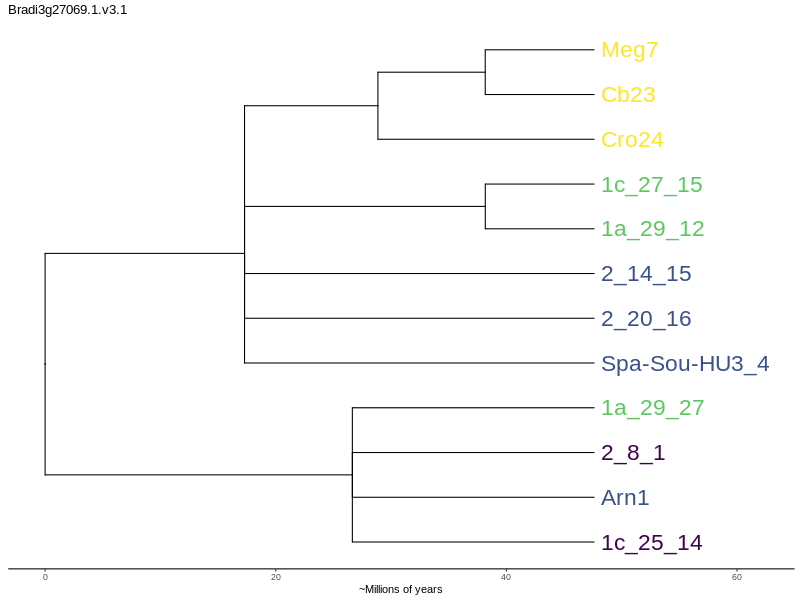 Bradi3g27069.1.v3.1
Meg7
Cb23
Cro24
1c_27_15
1a_29_12
2_14_15
2_20_16
Spa-Sou-HU3_4
1a_29_27
2_8_1
Arn1
1c_25_14
0 20 40 60
~Millions of years